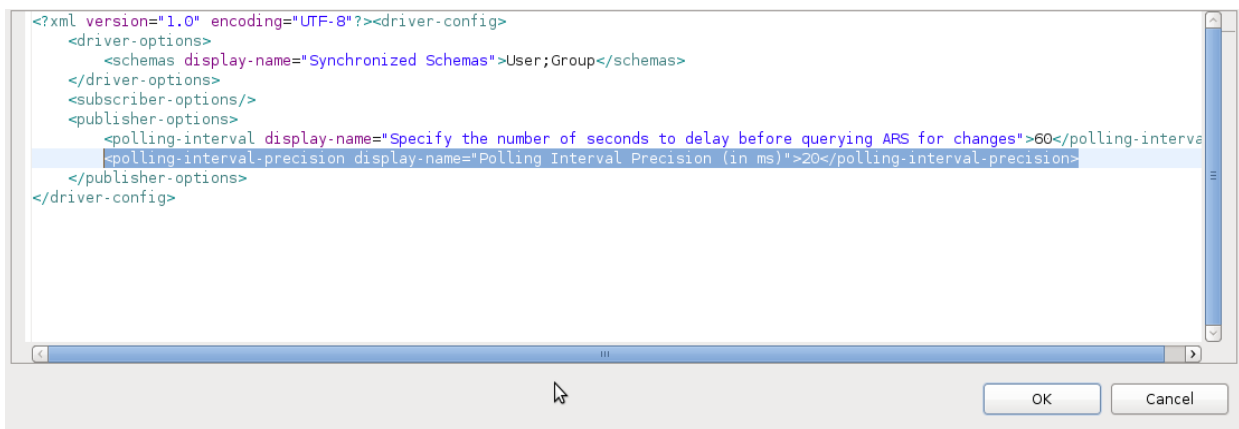 <?xml version="1.0" encoding="UTF-8"?><driver-config>
<driver-options>
<schemas display-name="Synchronized Schemas">User;Group</schemas>
</driver-options>
<subscriber-options/>
<publisher-options>
<polling-interval display-name="Specify the number of seconds to delay before querying ARS for changes">60</polling-interva
<polling-interval-precision display-name="Polling Interval Precision (in ms)">20</polling-interval-precision>
</publisher-options>
</driver-config>
OK Cancel